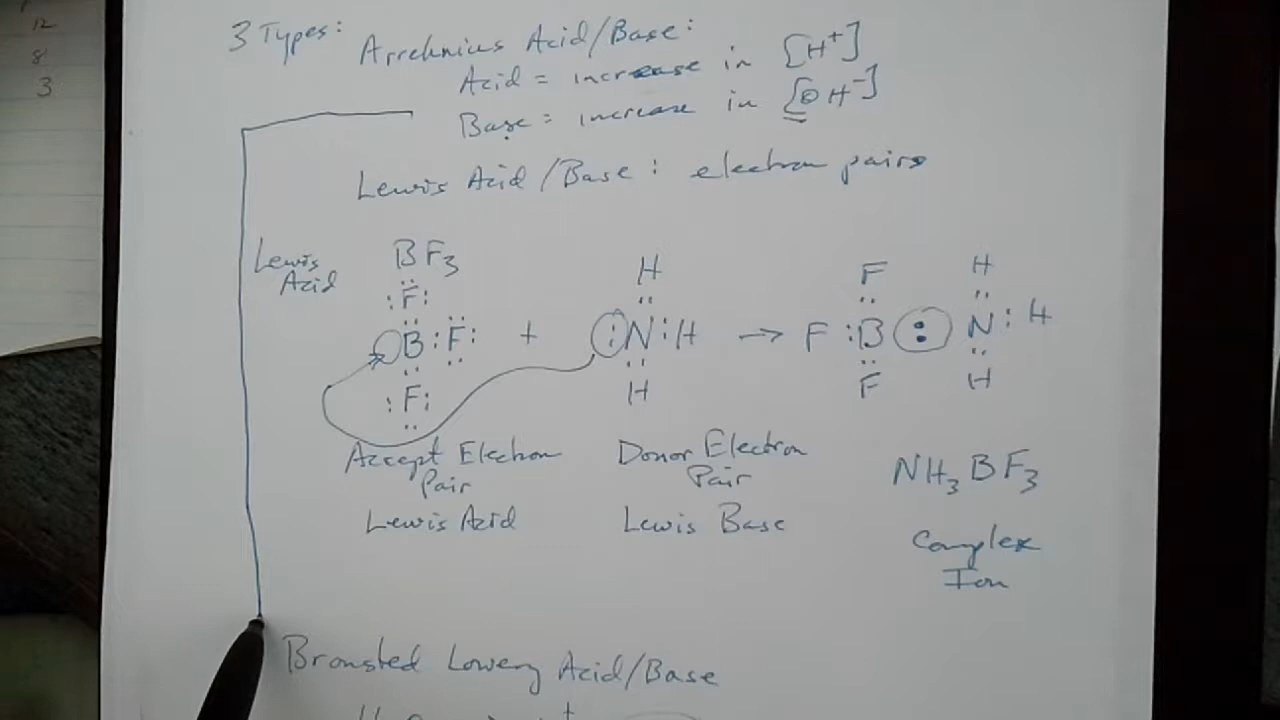 12
8
3
3 Types: Arrehnius Acid/Base:
Acid = increase in [H+]
Base = increase in [OH-]
Lewis Acid/Base: electron pairs
Lewis Acid
BF3
:F:
B:F: + :N:H → F:B:N:H
:F:
H
H
F
H
F
H
Accept Electron Pair
Lewis Acid
Donor Electron Pair
Lewis Base
NH3BF3
Complex Ion
Bronsted Lowery Acid/Base